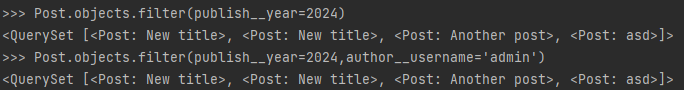 >>> Post.objects.filter(publish__year=2024)
<QuerySet [<Post: New title>, <Post: New title>, <Post: Another post>, <Post: asd>]>
>>> Post.objects.filter(publish__year=2024,author__username='admin')
<QuerySet [<Post: New title>, <Post: New title>, <Post: Another post>, <Post: asd>]>